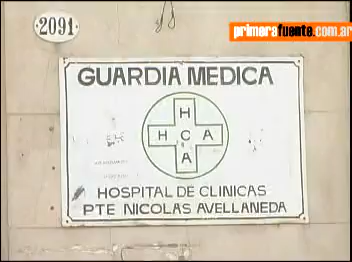 2091
primerafuente.com.ar
GUARDIA MEDICA
H
H C A
A
HOSPITAL DE CLINICAS
PTE NICOLAS AVELLANEDA